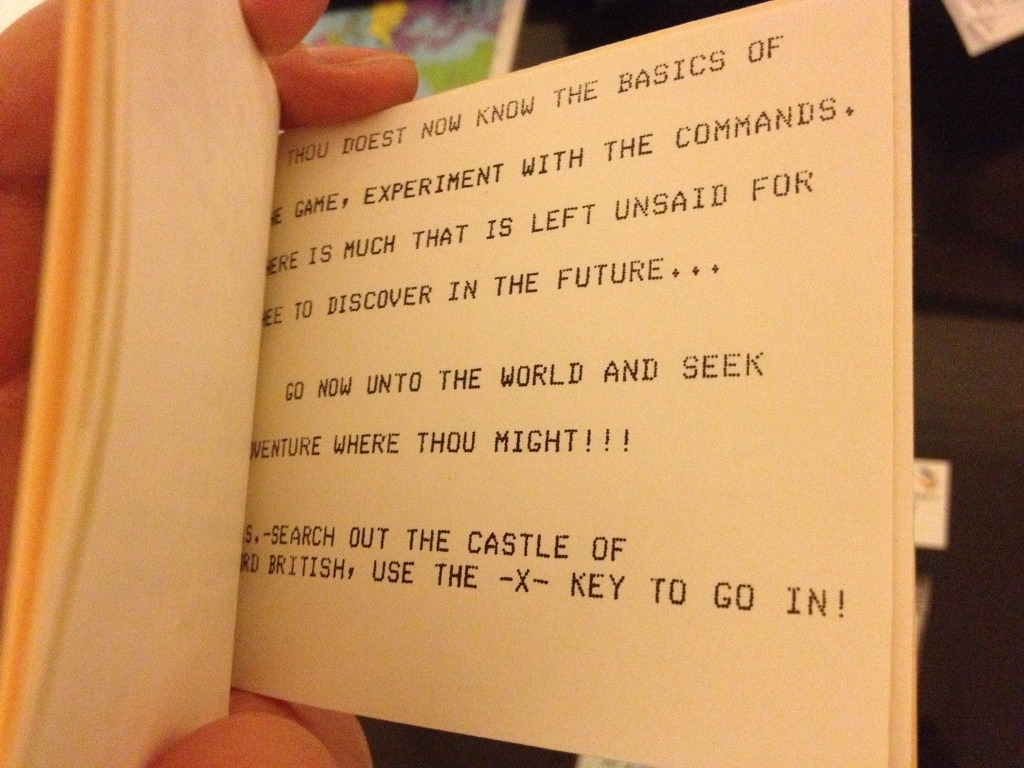 THOU DOEST NOW KNOW THE BASICS OF
GAME, EXPERIMENT WITH THE COMMANDS.
IS MUCH THAT IS LEFT UNSAID FOR
TO DISCOVER IN THE FUTURE...
GO NOW UNTO THE WORLD AND SEEK
WHERE THOU MIGHT!!!
S.-SEARCH OUT THE CASTLE OF
BRITISH, USE THE -X- KEY TO GO IN!